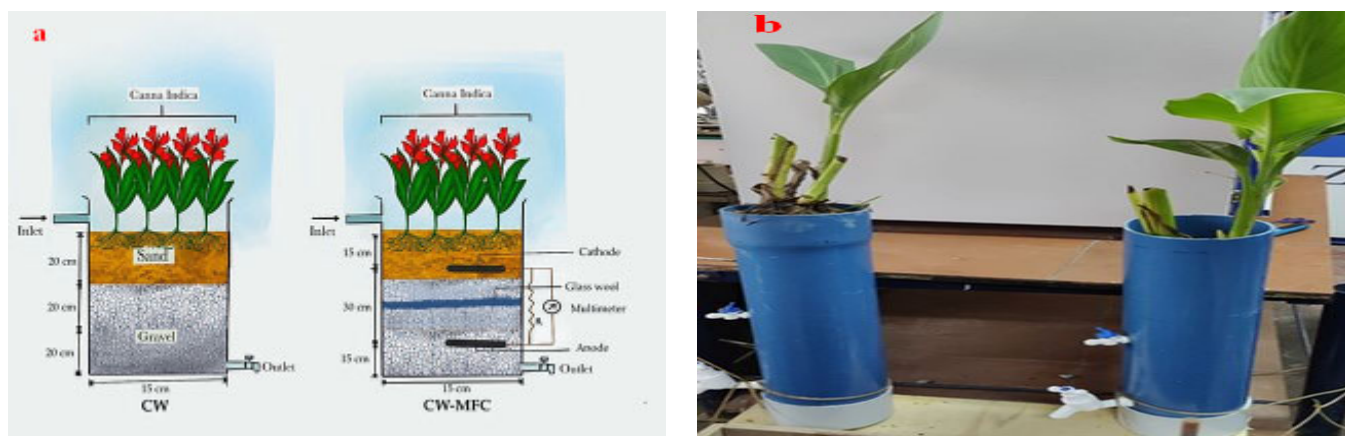 a
Canna Indica
Inlet
20 cm
Sand
20 cm
Gravel
20 cm
Outlet
15 cm
CW
Canna Indica
Inlet
15 cm
Cathode
Glass wool
30 cm
Multimeter
Anode
15 cm
Outlet
15 cm
CW-MFC
b